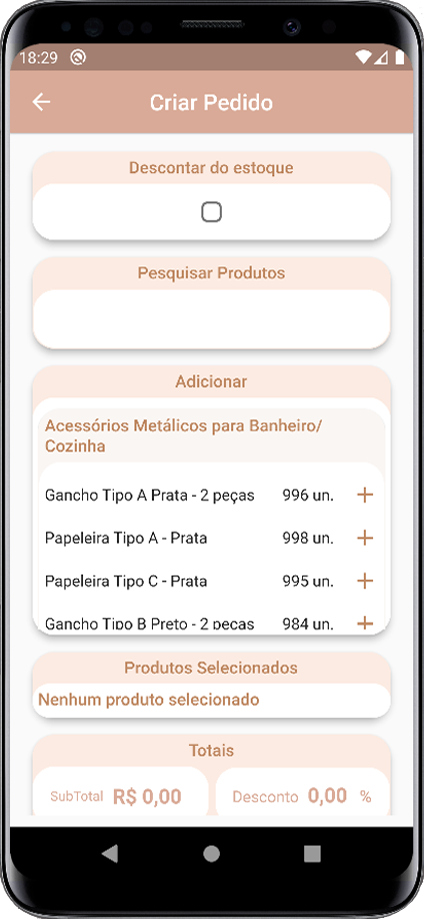 18:29
Criar Pedido
Descontar do estoque
Pesquisar Produtos
Adicionar
Acessórios Metálicos para Banheiro/
Cozinha
Gancho Tipo A Prata - 2 peças 996 un. +
Papeleira Tipo A - Prata 998 un. +
Papeleira Tipo C - Prata 995 un. +
Gancho Tipo B Preto - 2 peças 984 un. +
Produtos Selecionados
Nenhum produto selecionado
Totais
SubTotal R$ 0,00 Desconto 0,00 %